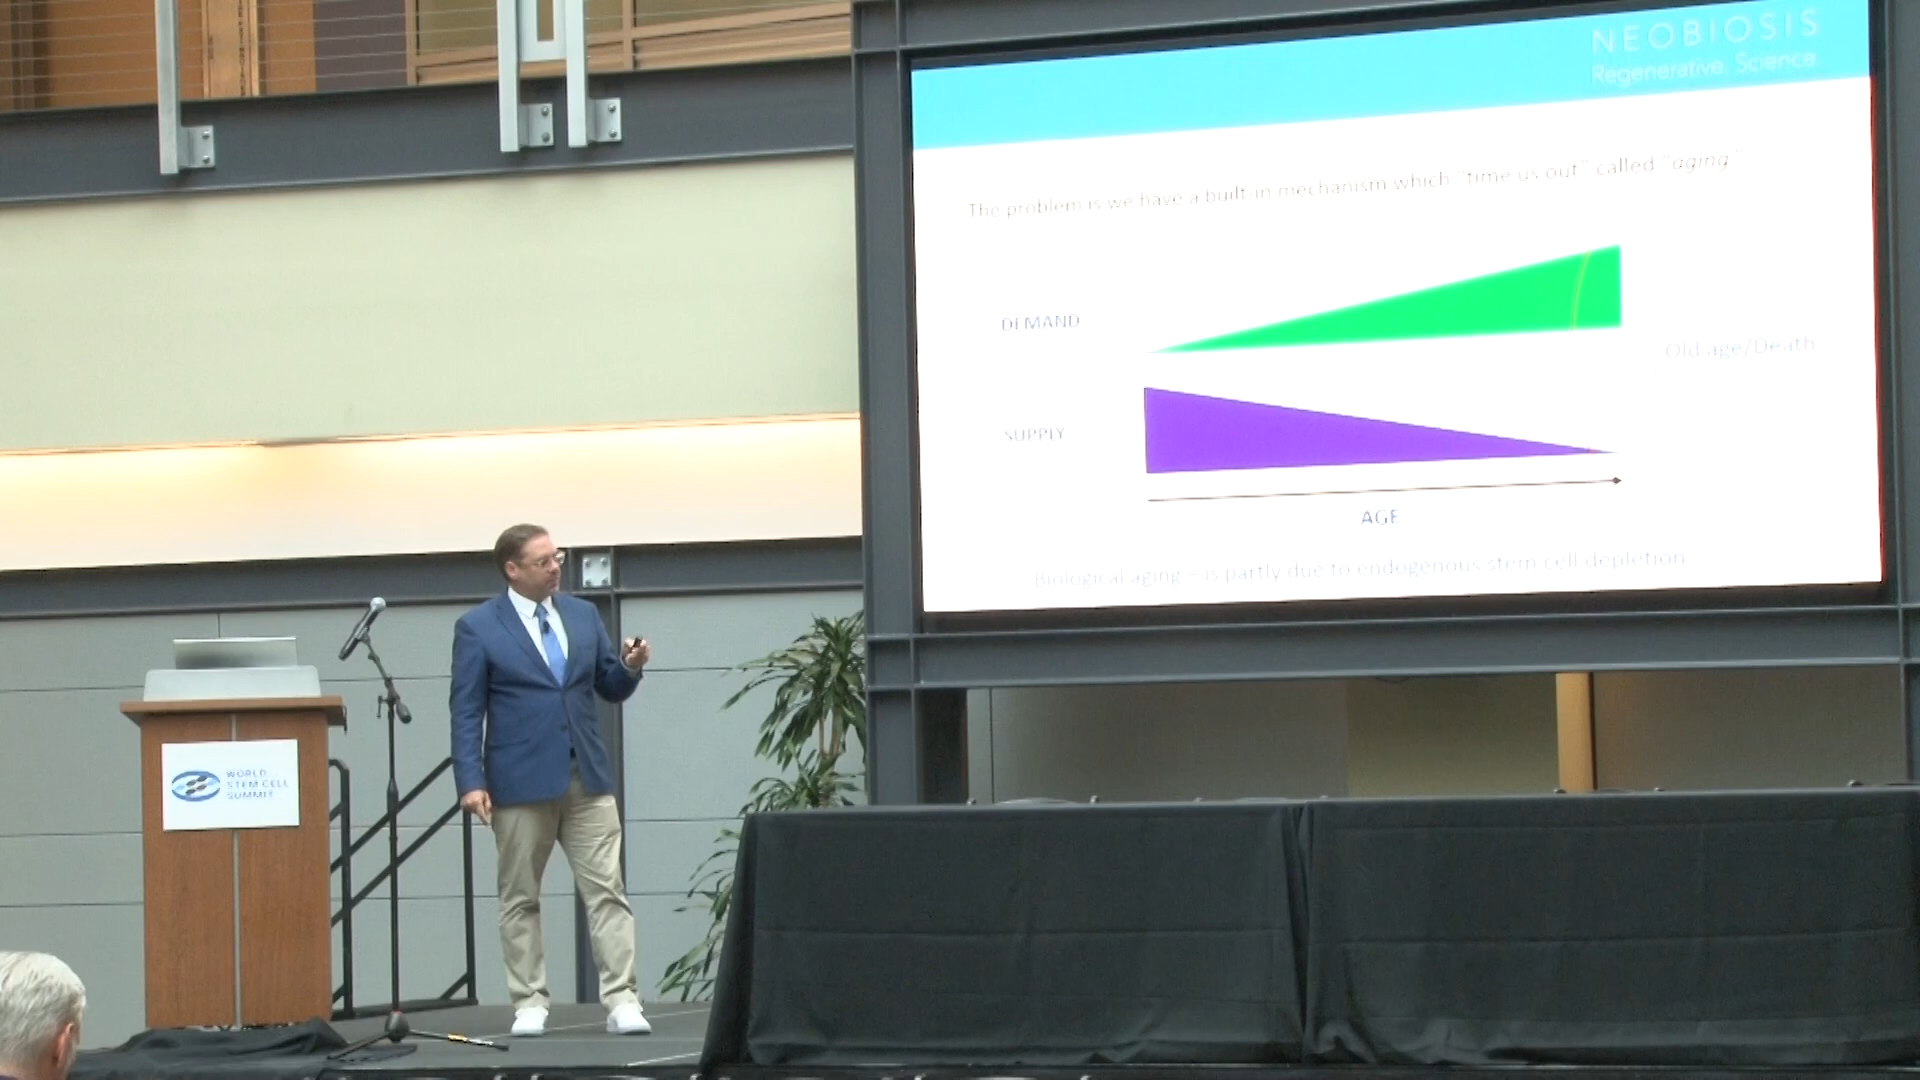 NEOBIOSIS
Regenerative. Science.
The problem is we have a built-in mechanism which "time us out" called "aging"
DEMAND
Old age/Death
SUPPLY
AGE
Biological aging – is partly due to endogenous stem cell depletion
WORLD
STEM CELL
SUMMIT